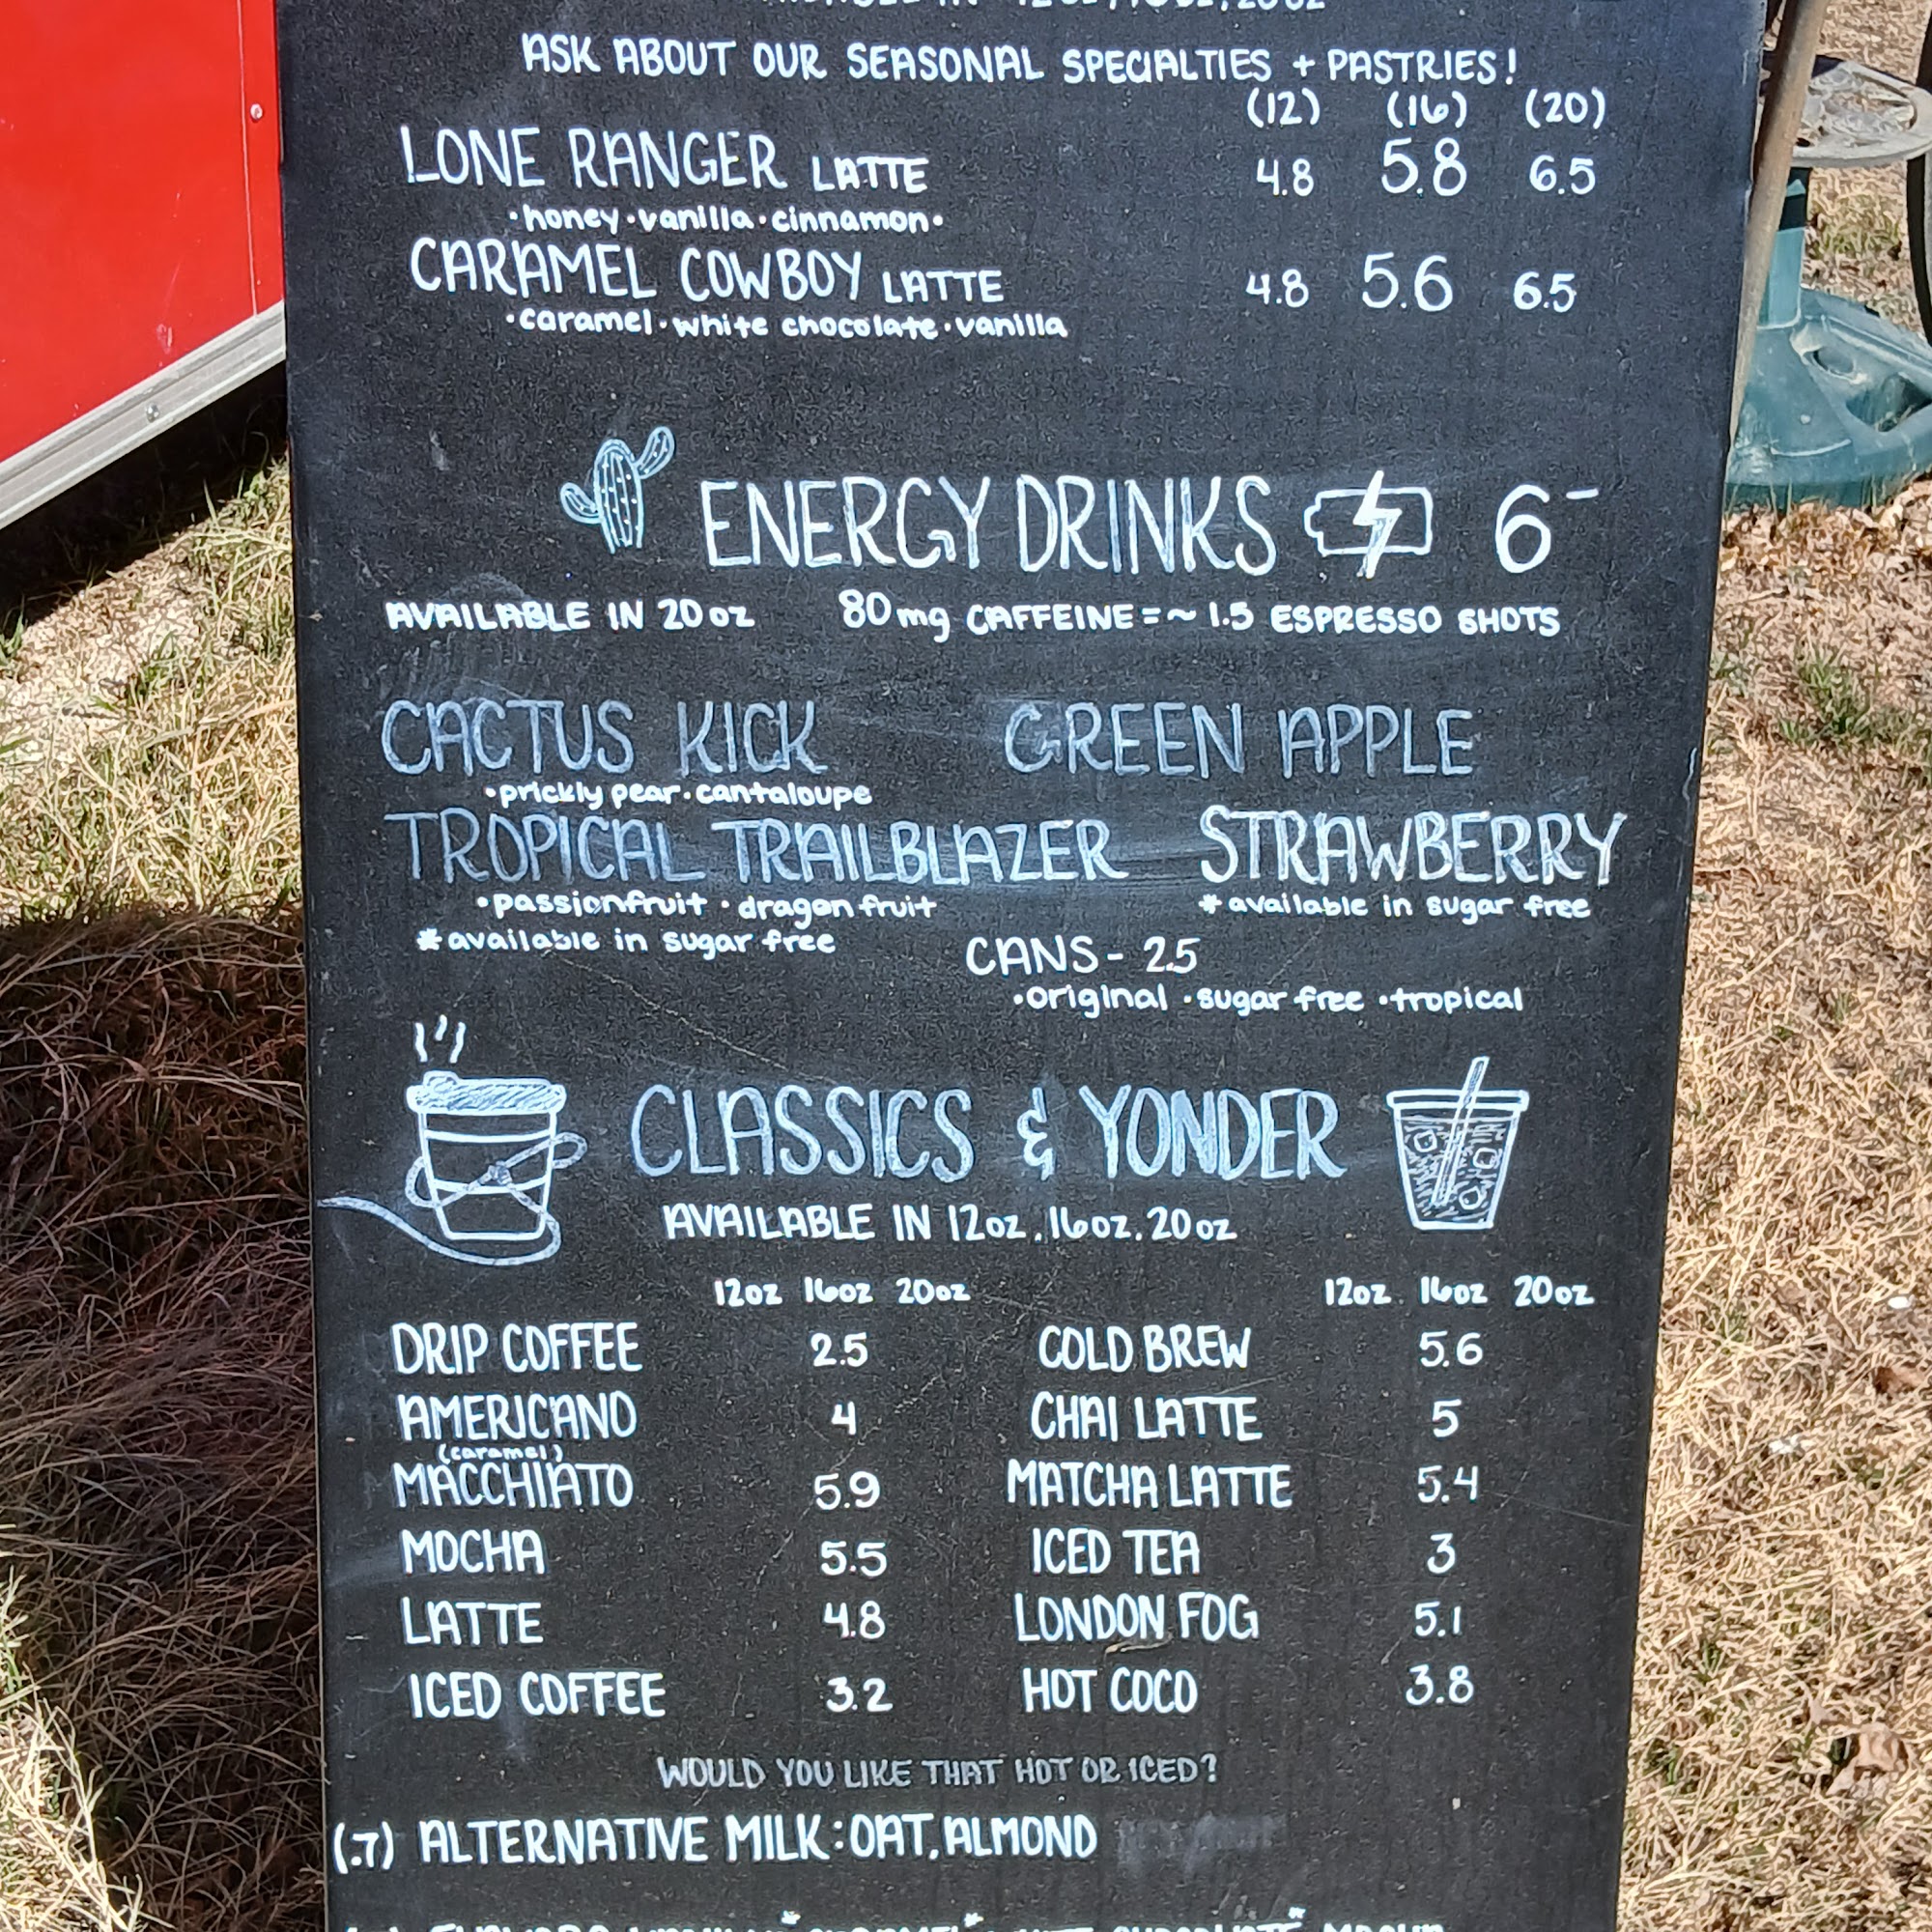 ASK ABOUT OUR SEASONAL SPECIALTIES + PASTRIES!
(12) (16) (20)
LONE RANGER LATTE 4.8 5.8 6.5
•honey•vanilla•cinnamon•
CARAMEL COWBOY LATTE 4.8 5.6 6.5
•caramel•white chocolate•vanilla
ENERGY DRINKS 6-
AVAILABLE IN 20oz 80mg CAFFEINE=~1.5 ESPRESSO SHOTS
CACTUS KICK GREEN APPLE
•prickly pear•cantaloupe
TROPICAL TRAILBLAZER STRAWBERRY
•passionfruit •dragon fruit *available in sugar free
*available in sugar free
CANS- 2.5
•original •sugar free •tropical
CLASSICS & YONDER
AVAILABLE IN 12oz,16oz,20oz
12oz 16oz 20oz 12oz 16oz 20oz
DRIP COFFEE 2.5 COLD BREW 5.6
AMERICANO 4 CHAI LATTE 5
(caramel)
MACCHIATO 5.9 MATCHA LATTE 5.4
MOCHA 5.5 ICED TEA 3
LATTE 4.8 LONDON FOG 5.1
ICED COFFEE 3.2 HOT COCO 3.8
WOULD YOU LIKE THAT HOT OR ICED?
(.7) ALTERNATIVE MILK:OAT,ALMOND